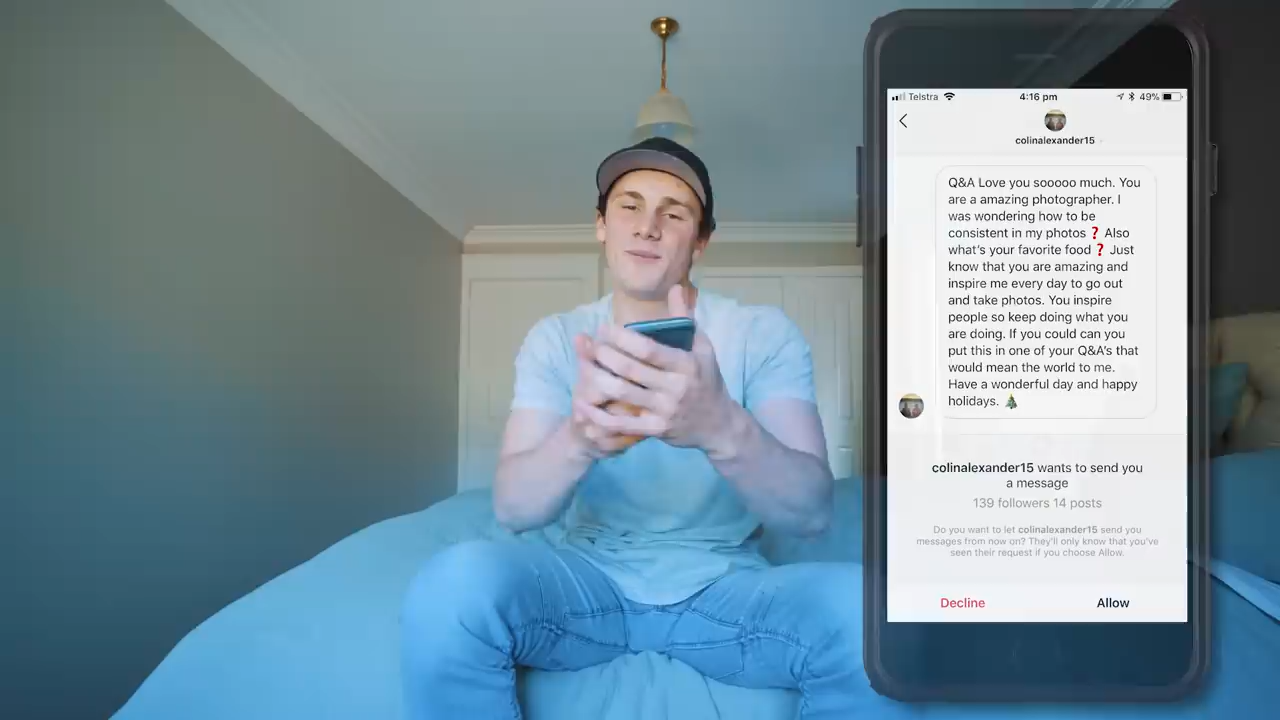 Telstra 4:16 pm 49%
colinalexander15
Q&A Love you sooooo much. You
are a amazing photographer. I
was wondering how to be
consistent in my photos ❓ Also
what's your favorite food ❓ Just
know that you are amazing and
inspire me every day to go out
and take photos. You inspire
people so keep doing what you
are doing. If you could can you
put this in one of your Q&A's that
would mean the world to me.
Have a wonderful day and happy
holidays. 🎄
colinalexander15 wants to send you
a message
139 followers 14 posts
Do you want to let colinalexander15 send you
messages from now on? They'll only know that you've
seen their request if you choose Allow.
Decline Allow